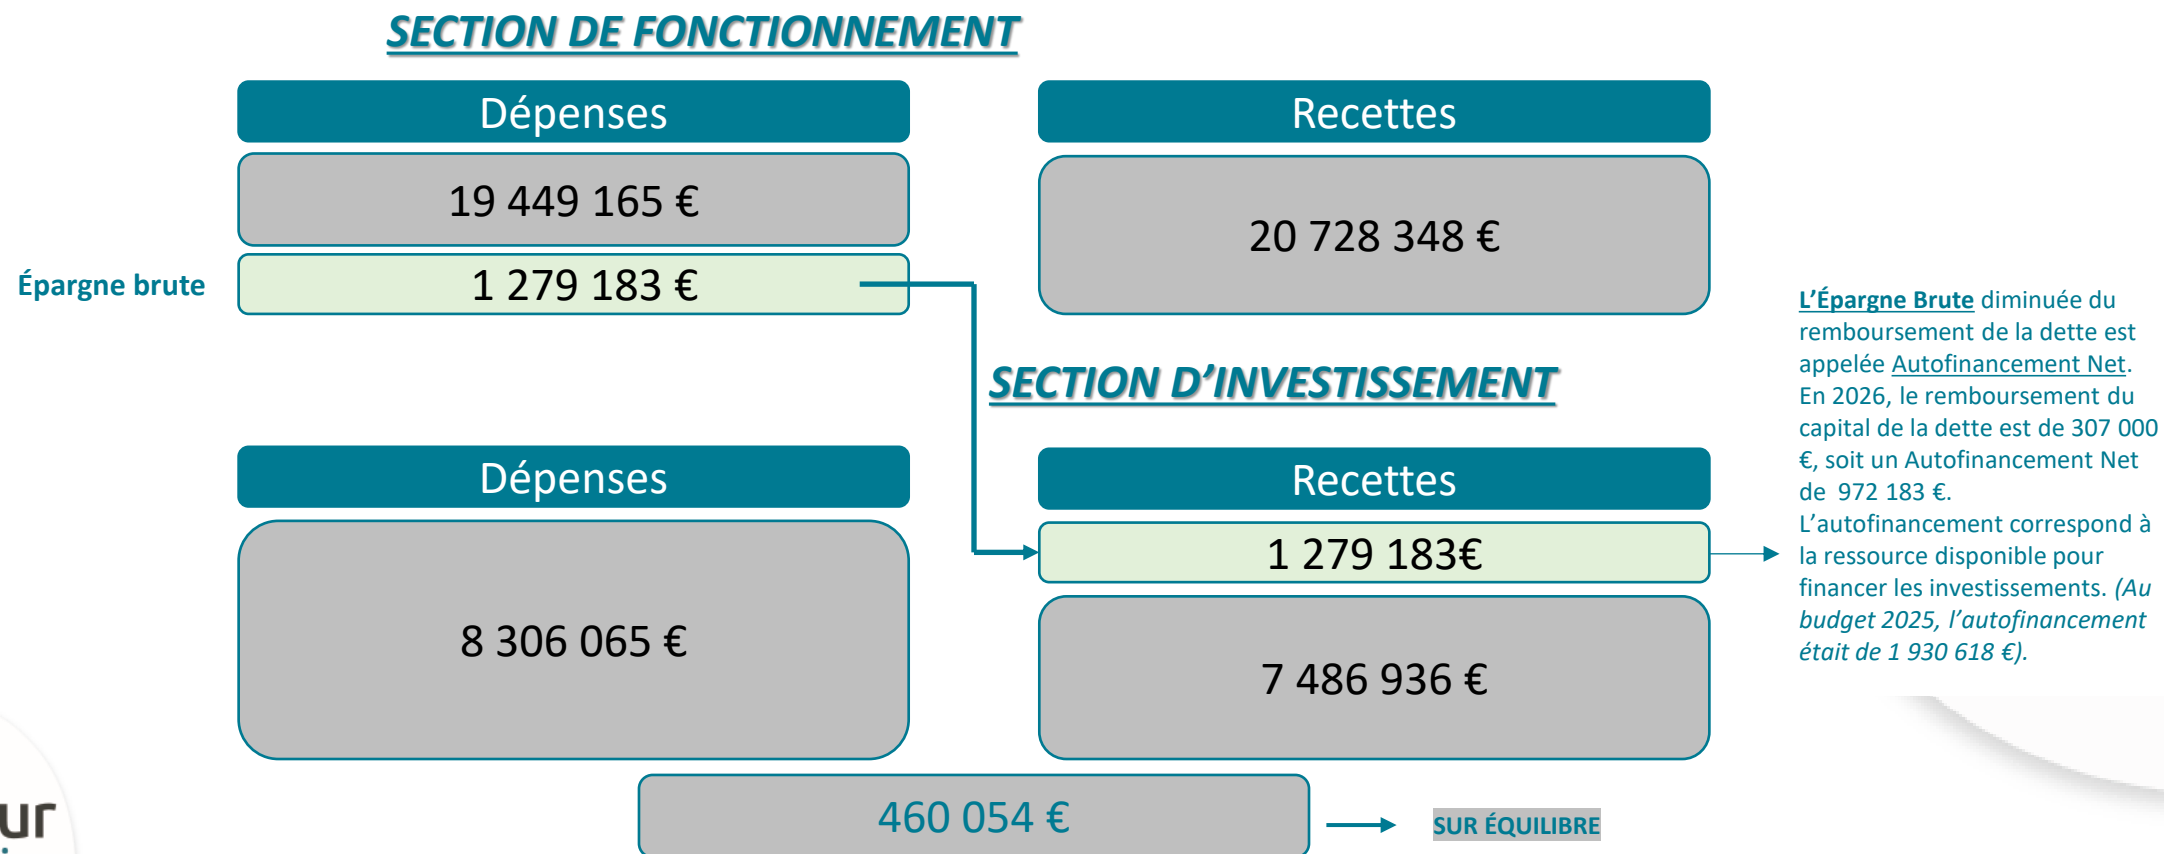 SECTION DE FONCTIONNEMENT
Dépenses
Recettes
19 449 165 €
20 728 348 €
Épargne brute
1 279 183 €
SECTION D’INVESTISSEMENT
Dépenses
Recettes
1 279 183€
8 306 065 €
7 486 936 €
460 054 €
SUR ÉQUILIBRE
L’Épargne Brute diminuée du
remboursement de la dette est
appelée Autofinancement Net.
En 2026, le remboursement du
capital de la dette est de 307 000
€, soit un Autofinancement Net
de 972 183 €.
L’autofinancement correspond à
la ressource disponible pour
financer les investissements. (Au
budget 2025, l’autofinancement
était de 1 930 618 €).
ur